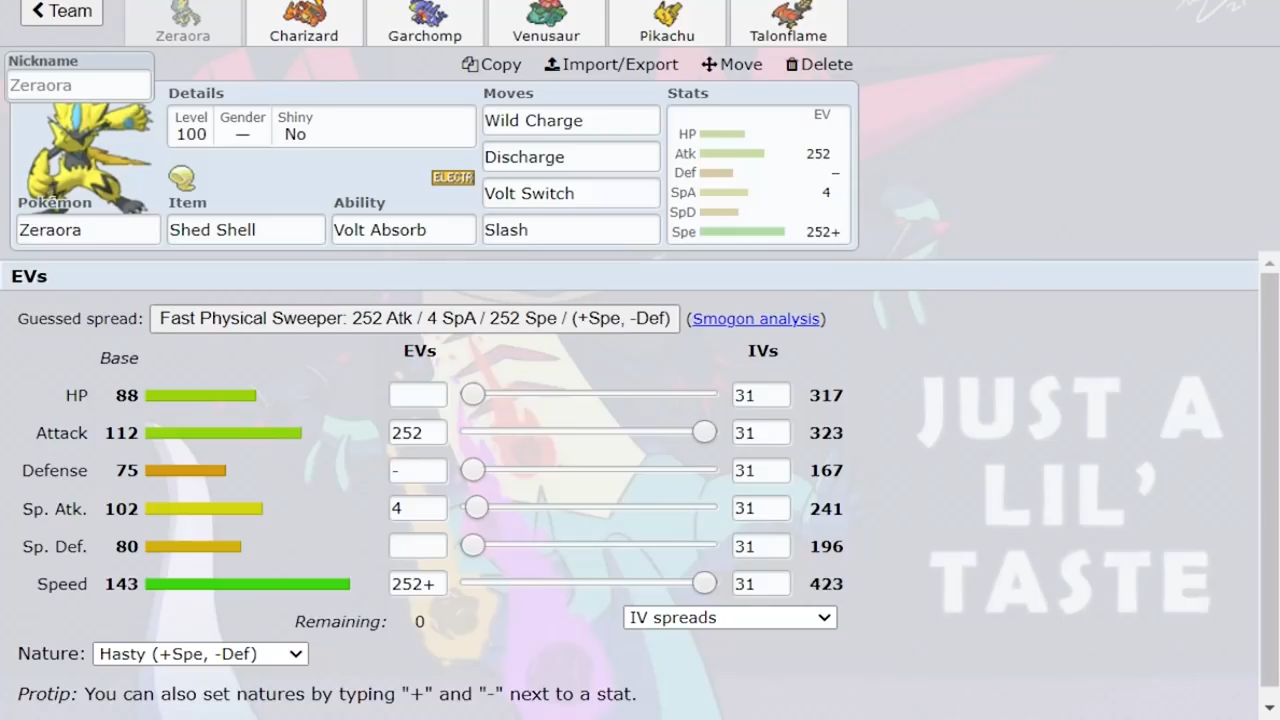 Team
Zeraora Charizard Garchomp Venusaur Pikachu Talonflame
Copy Import/Export Move Delete
Nickname
Zeraora
Details Moves Stats
Level Gender Shiny
100 — No
Wild Charge
Discharge
Volt Switch
Slash
EV
HP
Atk 252
Def –
SpA 4
SpD
Spe 252+
ELECTR
Pokémon Item Ability
Zeraora Shed Shell Volt Absorb
EVs
Guessed spread: Fast Physical Sweeper: 252 Atk / 4 SpA / 252 Spe / (+Spe, -Def) (Smogon analysis)
Base EVs IVs
HP 88 31 317
Attack 112 252 31 323
Defense 75 - 31 167
Sp. Atk. 102 4 31 241
Sp. Def. 80 31 196
Speed 143 252+ 31 423
Remaining: 0 IV spreads
Nature: Hasty (+Spe, -Def)
Protip: You can also set natures by typing "+" and "-" next to a stat.
JUST A
LIL'
TASTE